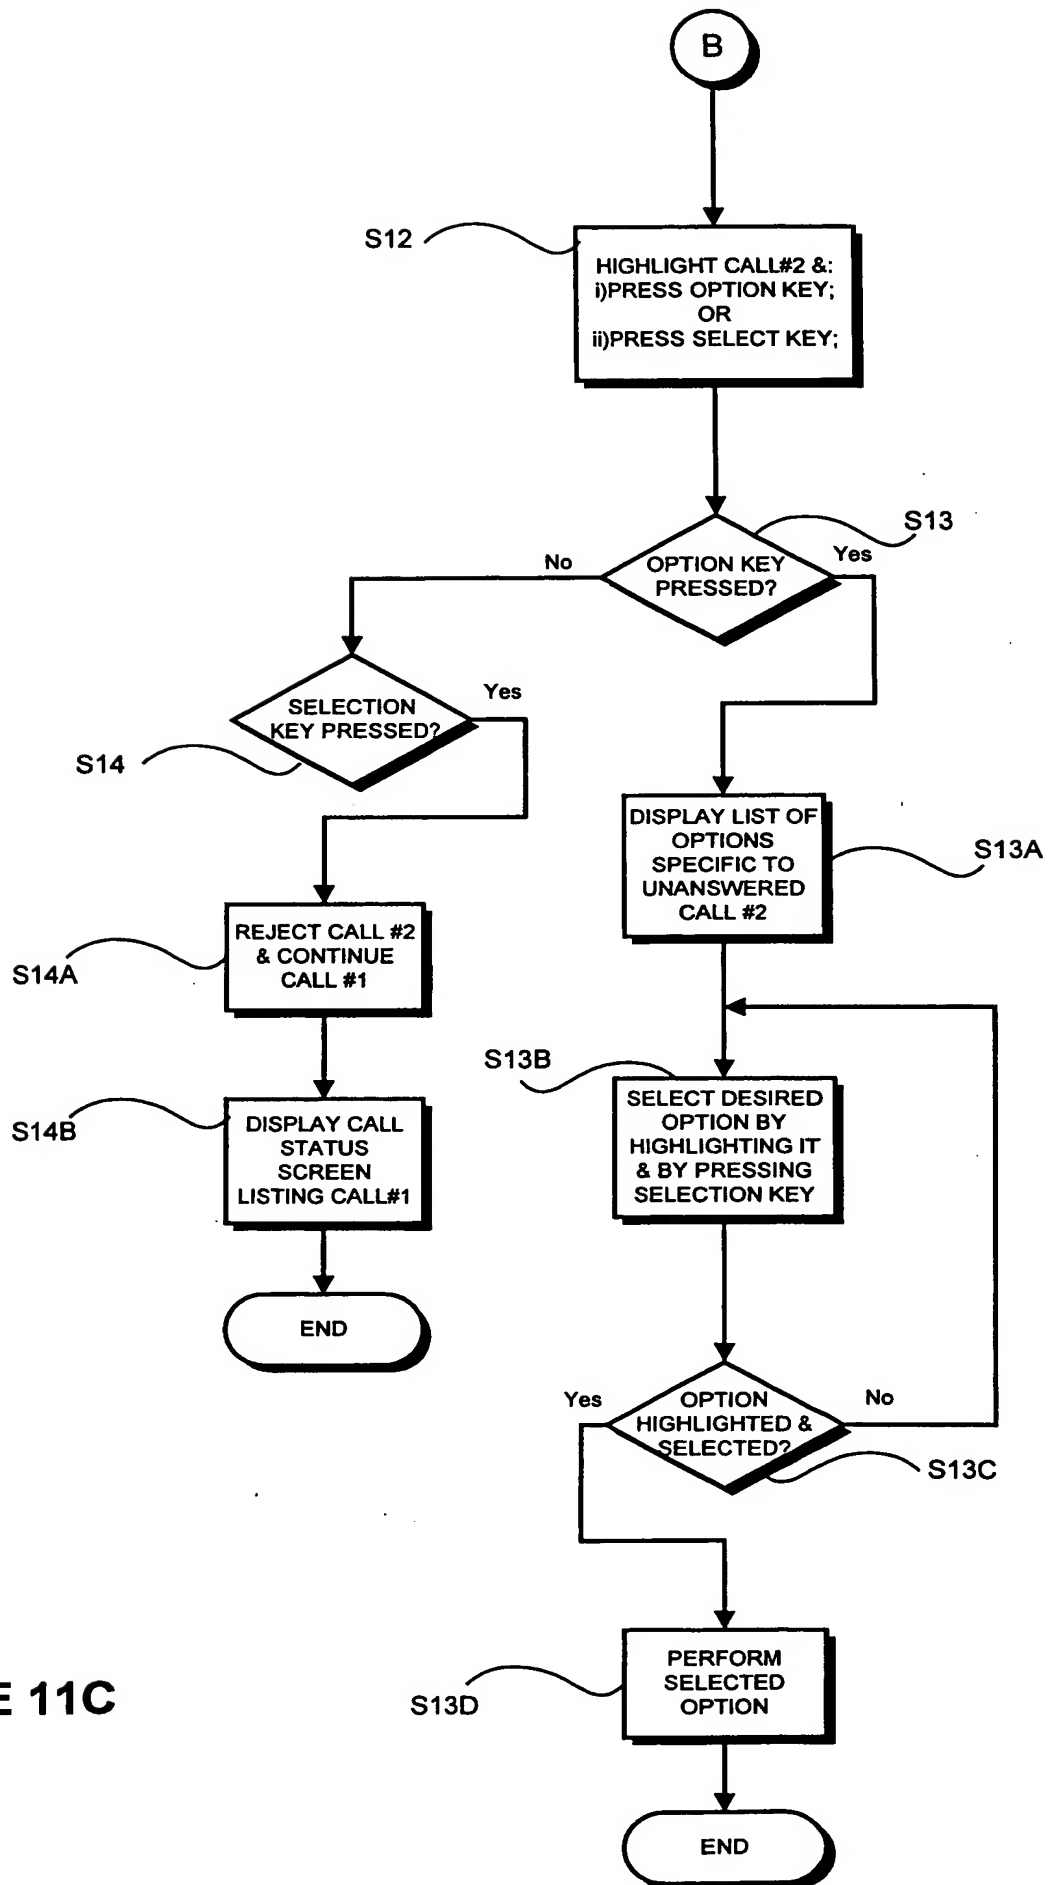 B
S12
HIGHLIGHT CALL#2 &:
i)PRESS OPTION KEY;
OR
ii)PRESS SELECT KEY;
S13
OPTION KEY
PRESSED?
No
Yes
SELECTION
KEY PRESSED?
Yes
S14
DISPLAY LIST OF
OPTIONS
SPECIFIC TO
UNANSWERED
CALL #2
S13A
REJECT CALL #2
& CONTINUE
CALL #1
S14A
S13B
SELECT DESIRED
OPTION BY
HIGHLIGHTING IT
& BY PRESSING
SELECTION KEY
DISPLAY CALL
STATUS
SCREEN
LISTING CALL#1
S14B
END
Yes
OPTION
HIGHLIGHTED &
SELECTED?
No
S13C
PERFORM
SELECTED
OPTION
S13D
E 11C
END